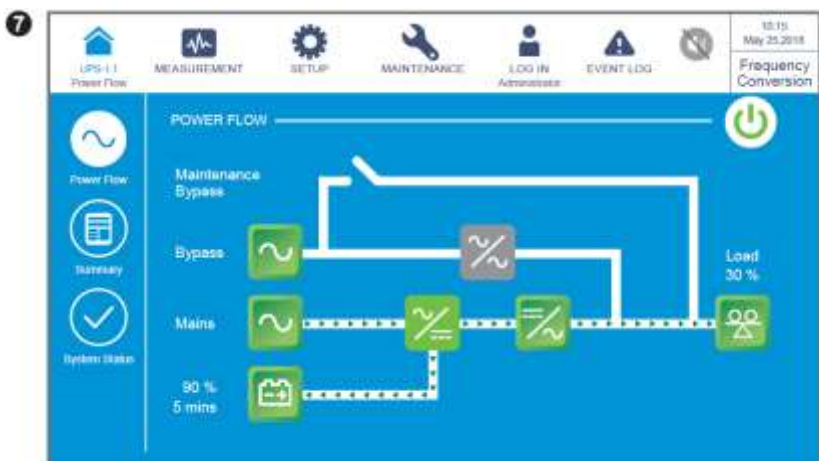 7
UPS-1.1
Power Flow
MEASUREMENT
SETUP
MAINTENANCE
LOG IN
Administrator
EVENT LOG
10:15
May 25,2018
Frequency
Conversion
POWER FLOW
Power Flow
Maintenance
Bypass
Summary
Bypass
Load
30 %
Mains
System Status
90 %
5 mins